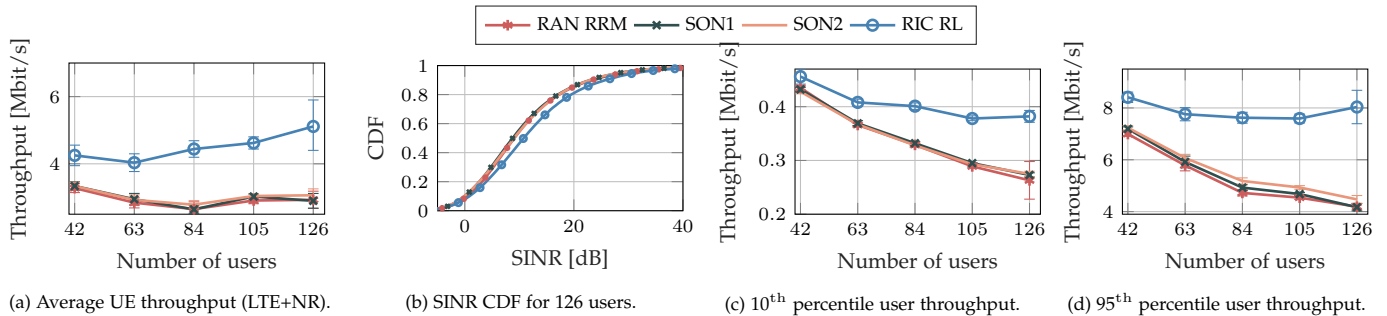 RAN RRM SON1 SON2 RIC RL
Throughput [Mbit/s]
6
4
42 63 84 105 126
Number of users
(a) Average UE throughput (LTE+NR).
CDF
1
0.8
0.6
0.4
0.2
0
0 20 40
SINR [dB]
(b) SINR CDF for 126 users.
Throughput [Mbit/s]
0.4
0.3
0.2
42 63 84 105 126
Number of users
(c) 10th percentile user throughput.
Throughput [Mbit/s]
8
6
4
42 63 84 105 126
Number of users
(d) 95th percentile user throughput.